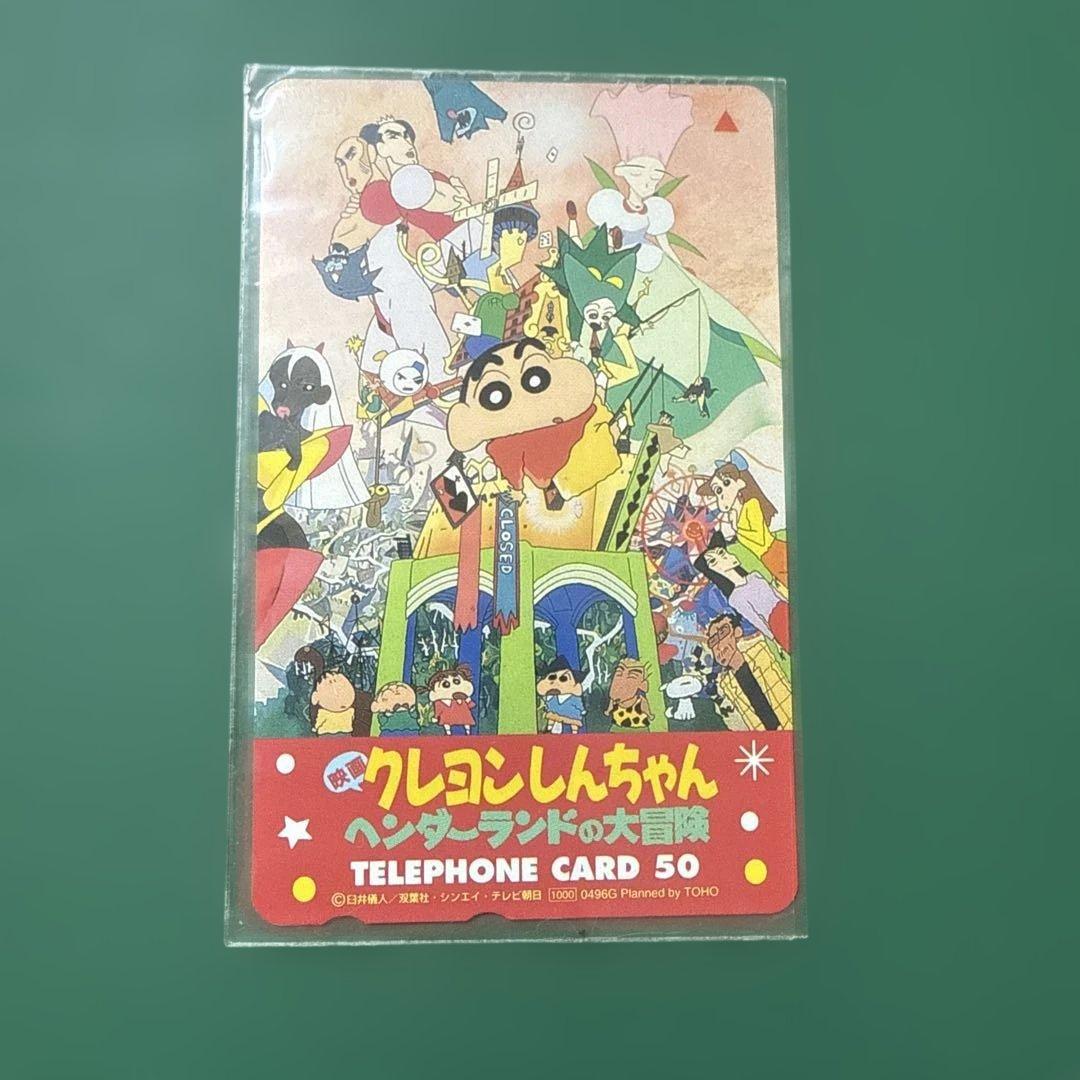 CLOSED
映画
クレヨンしんちゃん
ヘンダーランドの大冒険
TELEPHONE CARD 50
©臼井儀人/双葉社・シンエイ・テレビ朝日 1000 0496G Planned by TOHO